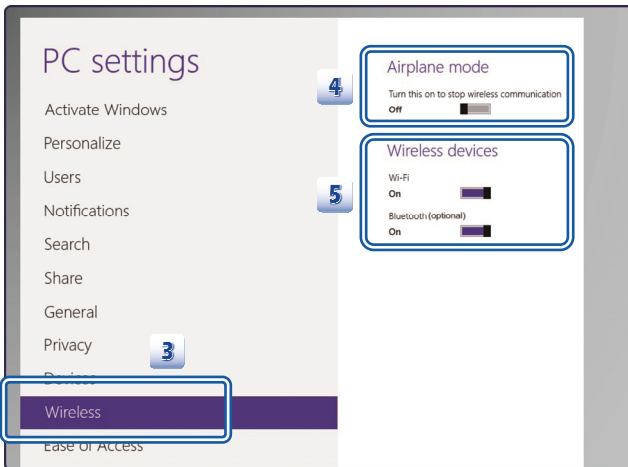 PC settings
Activate Windows
Personalize
Users
Notifications
Search
Share
General
Privacy
3
Devices
Wireless
Ease of Access
4
Airplane mode
Turn this on to stop wireless communication
Off
5
Wireless devices
Wi-Fi
On
Bluetooth (optional)
On